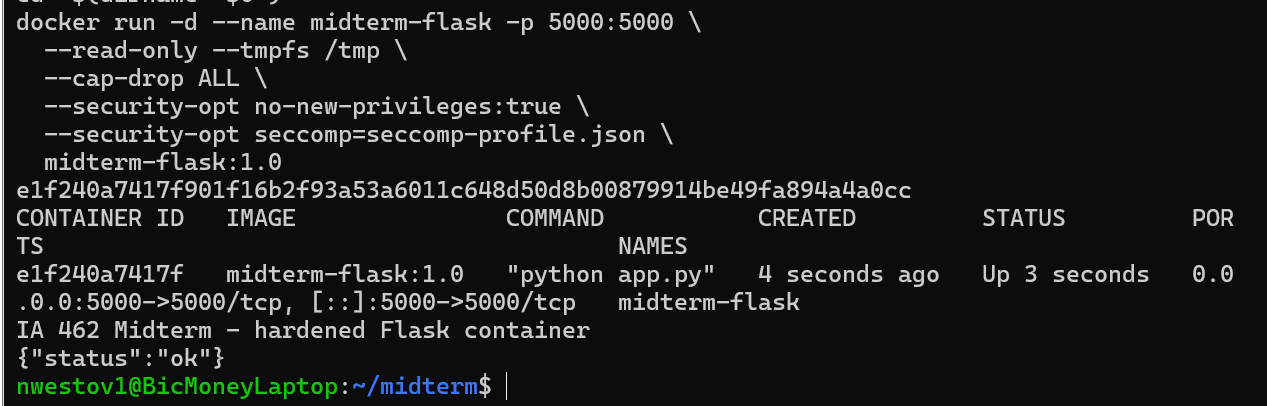 docker run -d --name midterm-flask -p 5000:5000 \
  --read-only --tmpfs /tmp \
  --cap-drop ALL \
  --security-opt no-new-privileges:true \
  --security-opt seccomp=seccomp-profile.json \
  midterm-flask:1.0
e1f240a7417f901f16b2f93a53a6011c648d50d8b00879914be49fa894a4a0cc
CONTAINER ID   IMAGE               COMMAND           CREATED         STATUS         POR
TS                                         NAMES
e1f240a7417f   midterm-flask:1.0   "python app.py"   4 seconds ago   Up 3 seconds   0.0
.0.0:5000->5000/tcp, [::]:5000->5000/tcp   midterm-flask
IA 462 Midterm - hardened Flask container
{"status":"ok"}
nwestov1@BicMoneyLaptop:~/midterm$